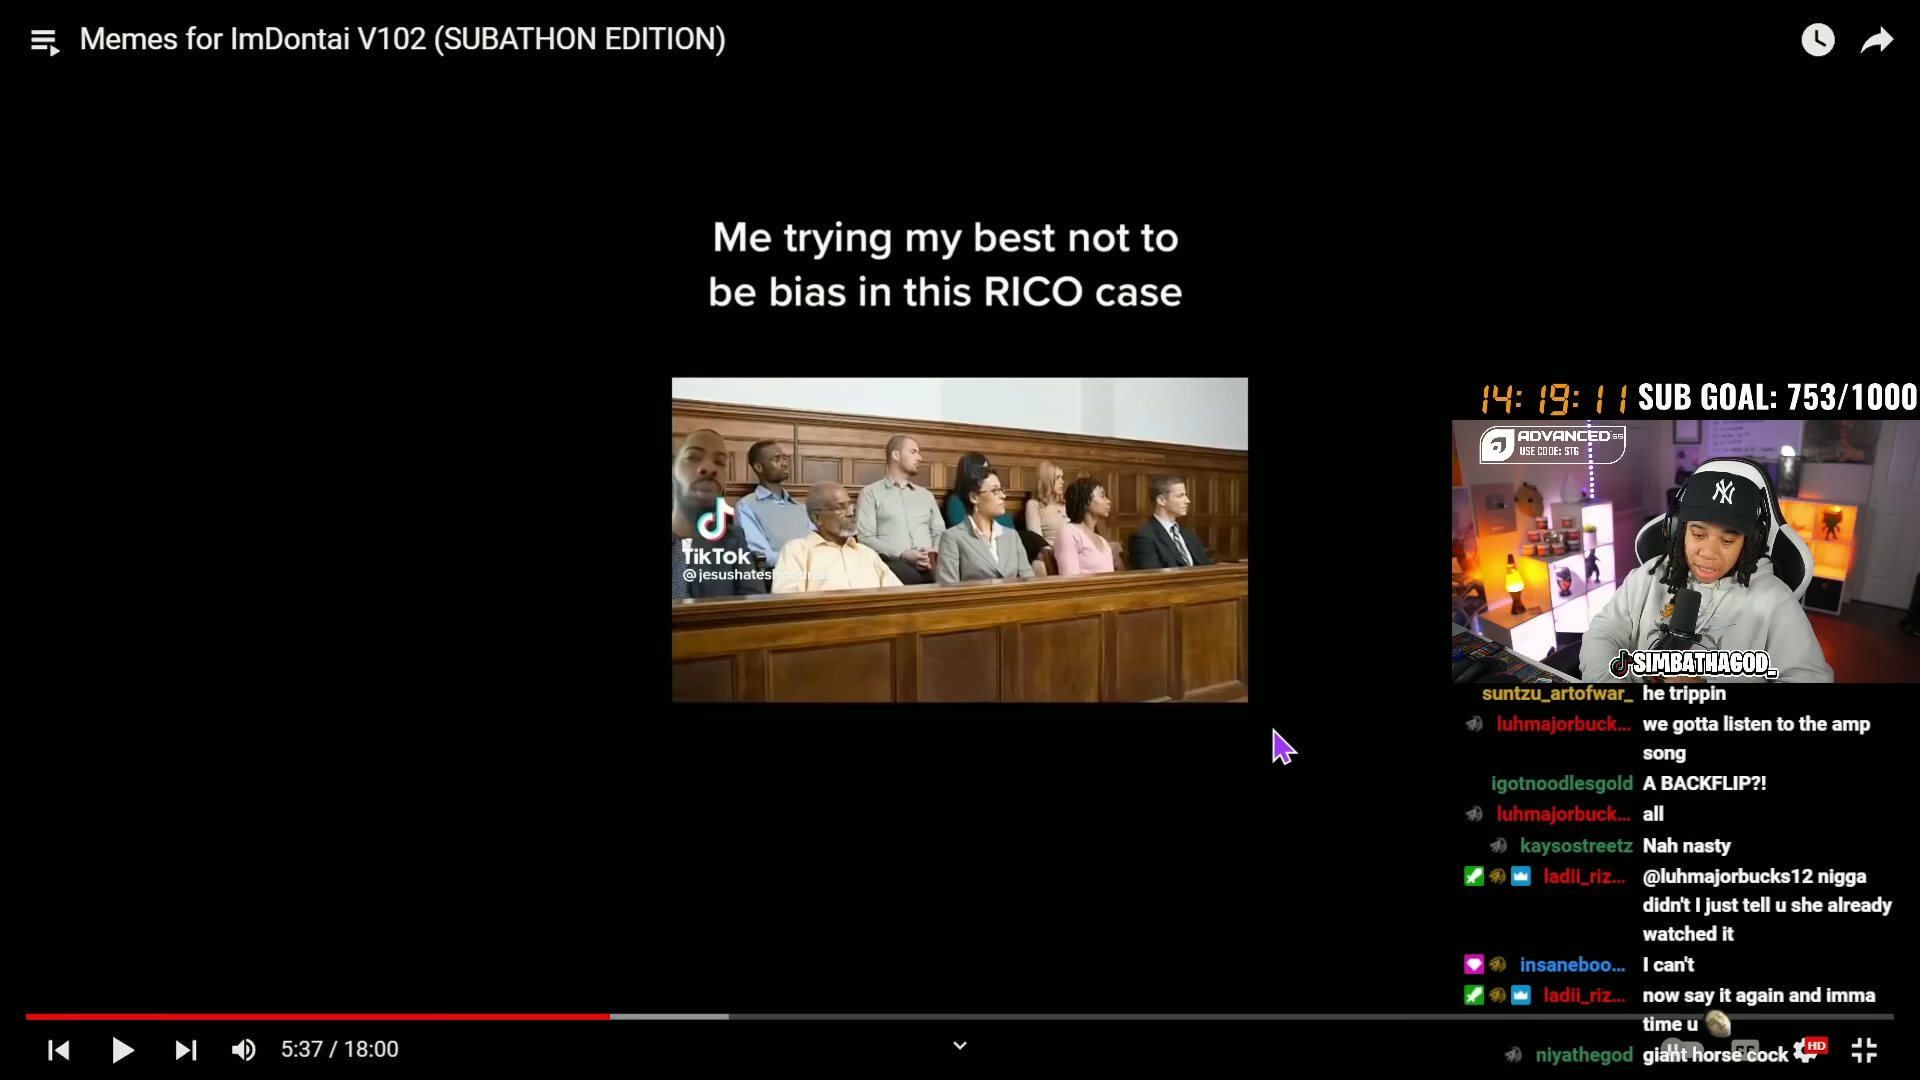 Memes for ImDontai V102 (SUBATHON EDITION)
Me trying my best not to
be bias in this RICO case
TikTok
14:19:11 SUB GOAL: 753/1000
ADVANCED.GG
USE CODE: STG
NY
SIMBATHAGOD_
suntzu_artofwar_ he trippin
luhmajorbuck... we gotta listen to the amp
song
igotnoodlesgold A BACKFLIP?!
luhmajorbuck... all
kaysostreetz Nah nasty
ladii_riz... @luhmajorbucks12 nigga
didn't I just tell u she already
watched it
insaneboo... I can't
ladii_riz... now say it again and imma
time u
niyathegod giant horse cock
HD
5:37 / 18:00